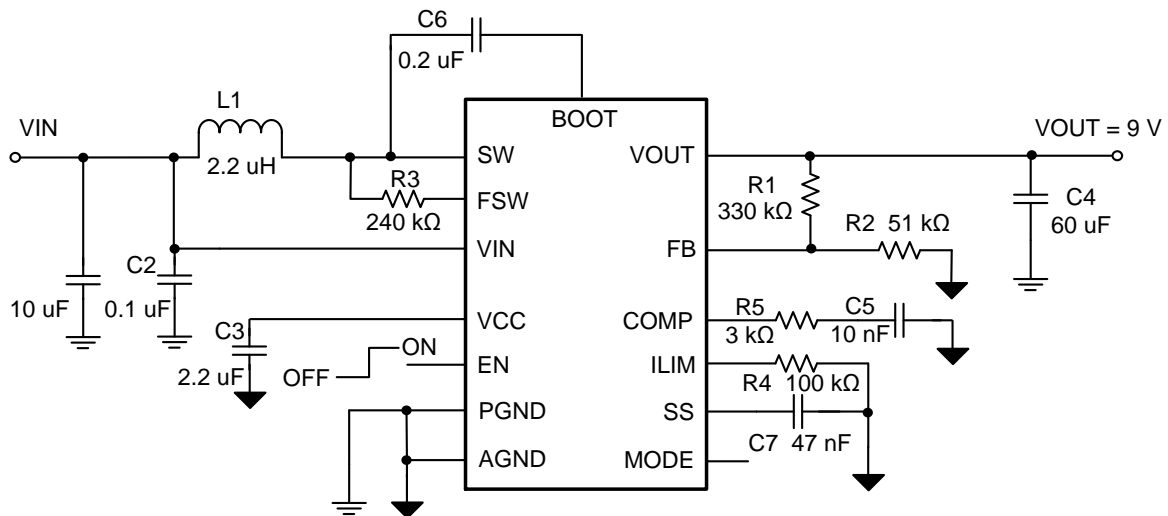 C6
0.2 uF
L1
VIN
2.2 uH
BOOT
VOUT = 9 V
SW
VOUT
R3
240 kΩ
FSW
R1
330 kΩ
C4
60 uF
R2 51 kΩ
VIN
FB
C2
10 uF
0.1 uF
C3
2.2 uF
VCC
COMP
R5
3 kΩ
C5
10 nF
ON
OFF
EN
ILIM
R4 100 kΩ
PGND
SS
C7 47 nF
AGND
MODE